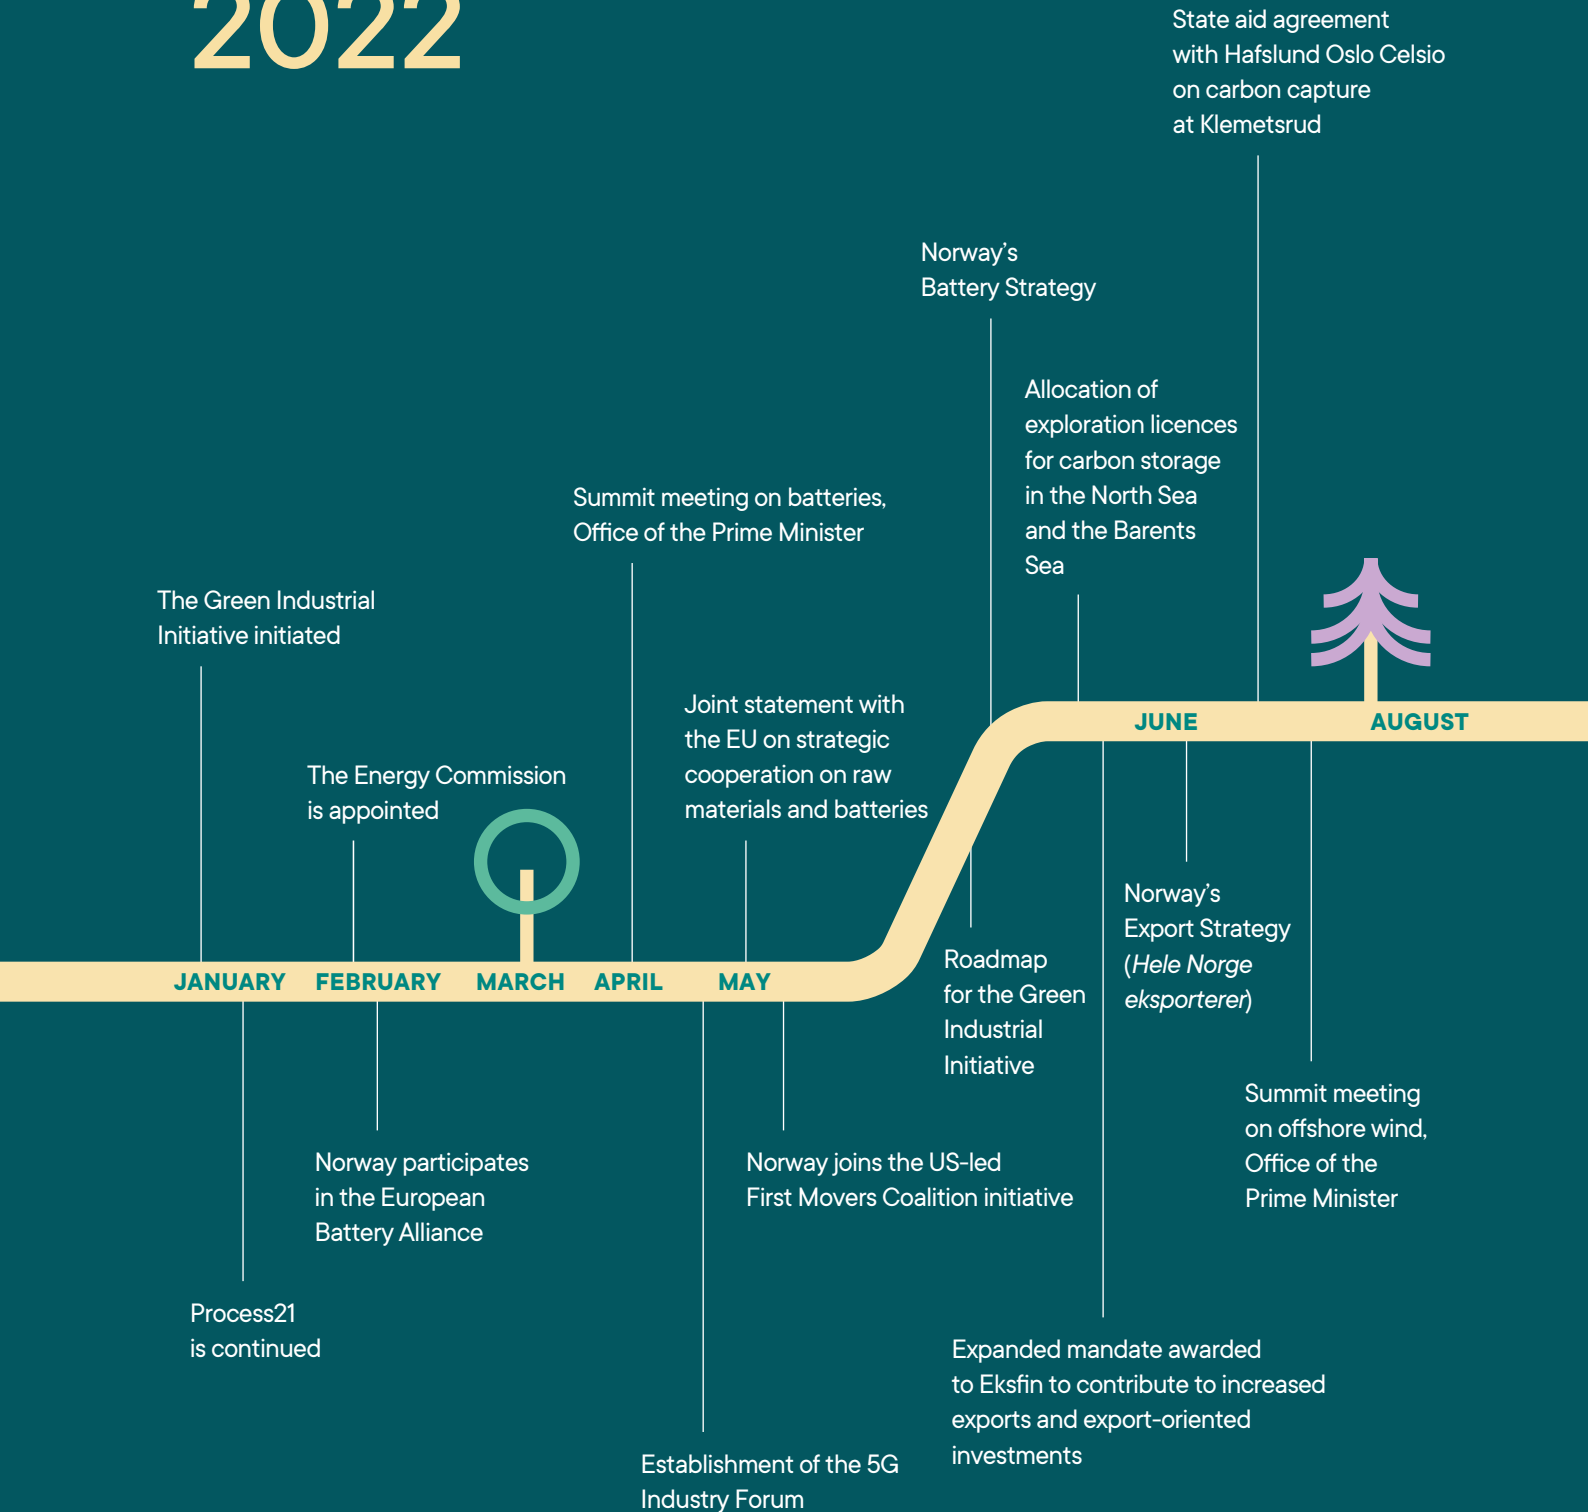 2022
State aid agreement
with Hafslund Oslo Celsio
on carbon capture
at Klemetsrud
Norway’s
Battery Strategy
Allocation of
exploration licences
for carbon storage
in the North Sea
and the Barents
Sea
Summit meeting on batteries,
Office of the Prime Minister
The Green Industrial
Initiative initiated
Joint statement with
the EU on strategic
cooperation on raw
materials and batteries
The Energy Commission
is appointed
JUNE
AUGUST
JANUARY
FEBRUARY
MARCH
APRIL
MAY
Norway’s
Export Strategy
(Hele Norge
eksporterer)
Roadmap
for the Green
Industrial
Initiative
Summit meeting
on offshore wind,
Office of the
Prime Minister
Norway participates
in the European
Battery Alliance
Norway joins the US-led
First Movers Coalition initiative
Process21
is continued
Expanded mandate awarded
to Eksfin to contribute to increased
exports and export-oriented
investments
Establishment of the 5G
Industry Forum